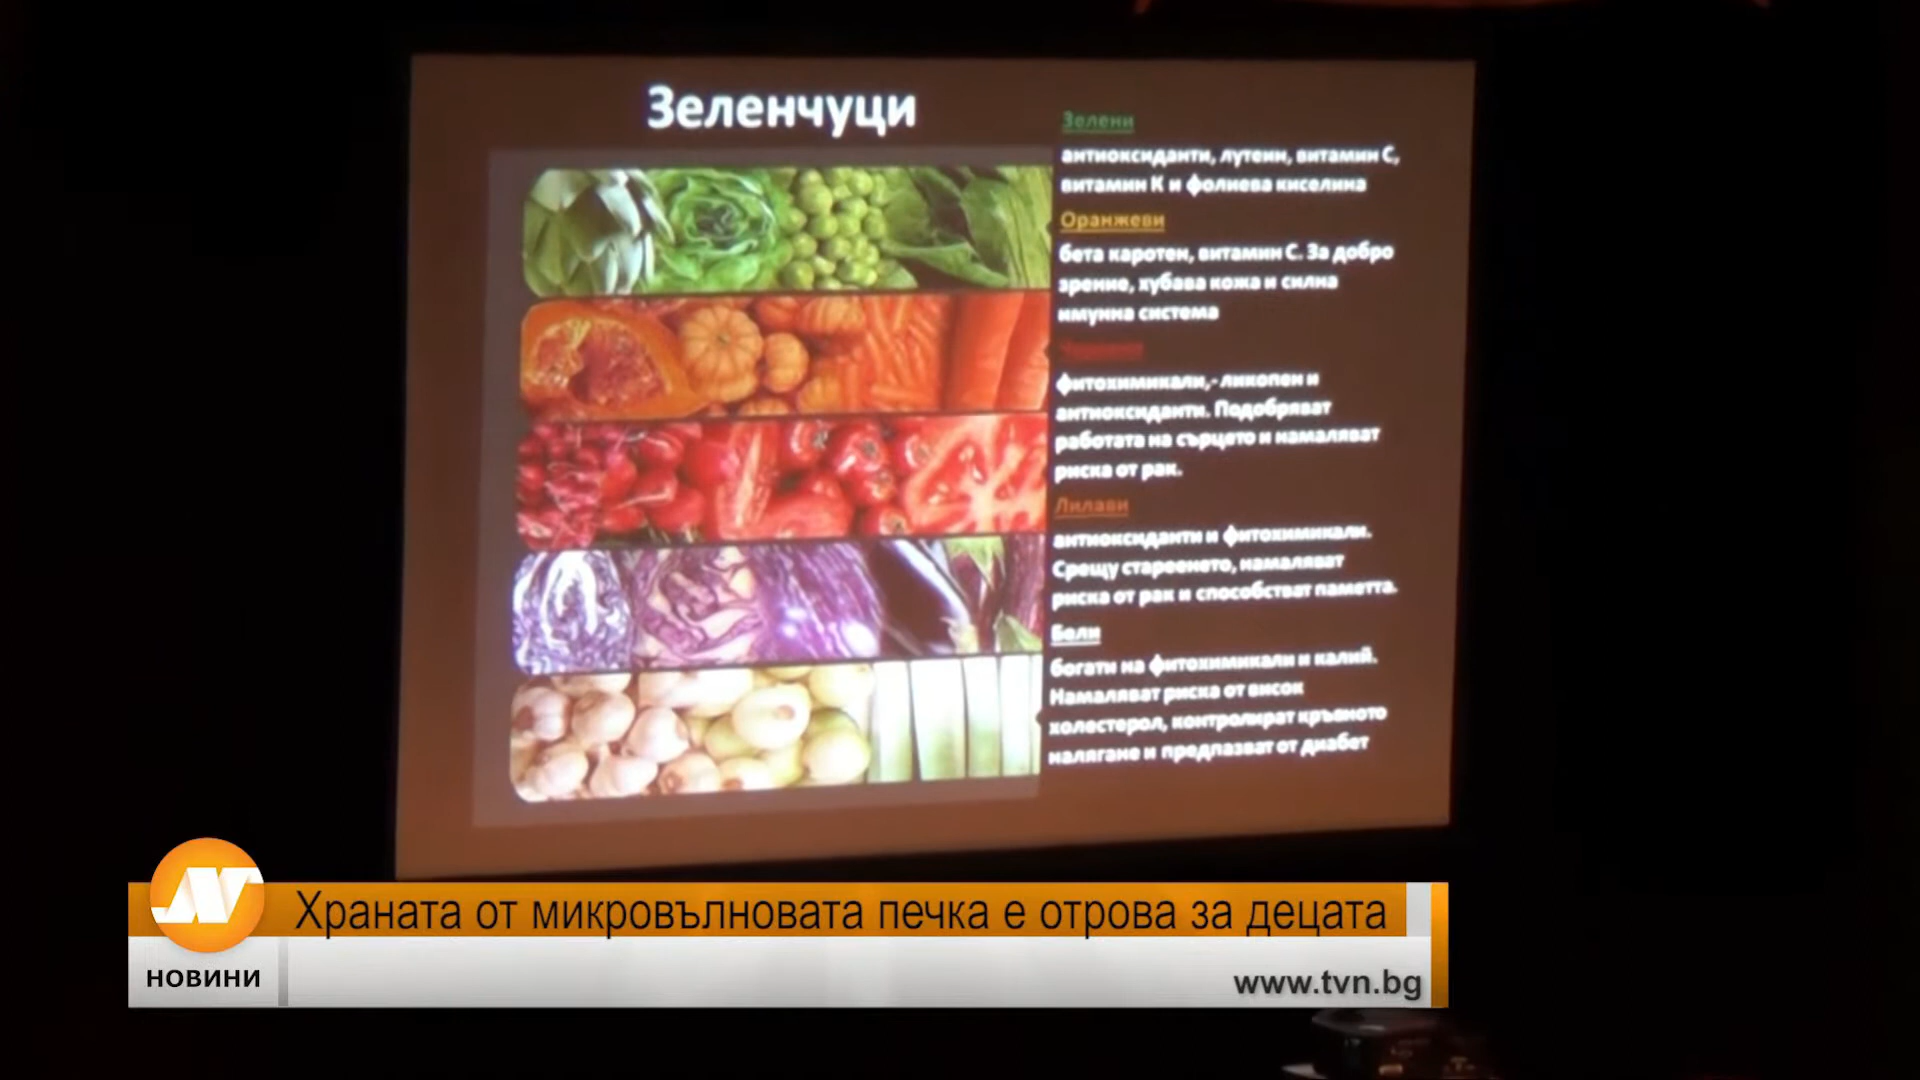 Зеленчуци
Зелени
антиоксиданти, лутеин, витамин С,
витамин К и фолиева киселина
Оранжеви
бета каротен, витамин С. За добро
зрение, хубава кожа и силна
имунна система
фитохимикали,- ликопен и
антиоксиданти. Подобряват
работата на сърцето и намаляват
риска от рак.
Лилави
антиоксиданти и фитохимикали.
Срещу стареенето, намаляват
риска от рак и способстват паметта.
Бели
богати на фитохимикали и калий.
Намаляват риска от висок
холестерол, контролират кръвното
налягане и предпазват от диабет
Храната от микровълновата печка е отрова за децата
НОВИНИ
www.tvn.bg